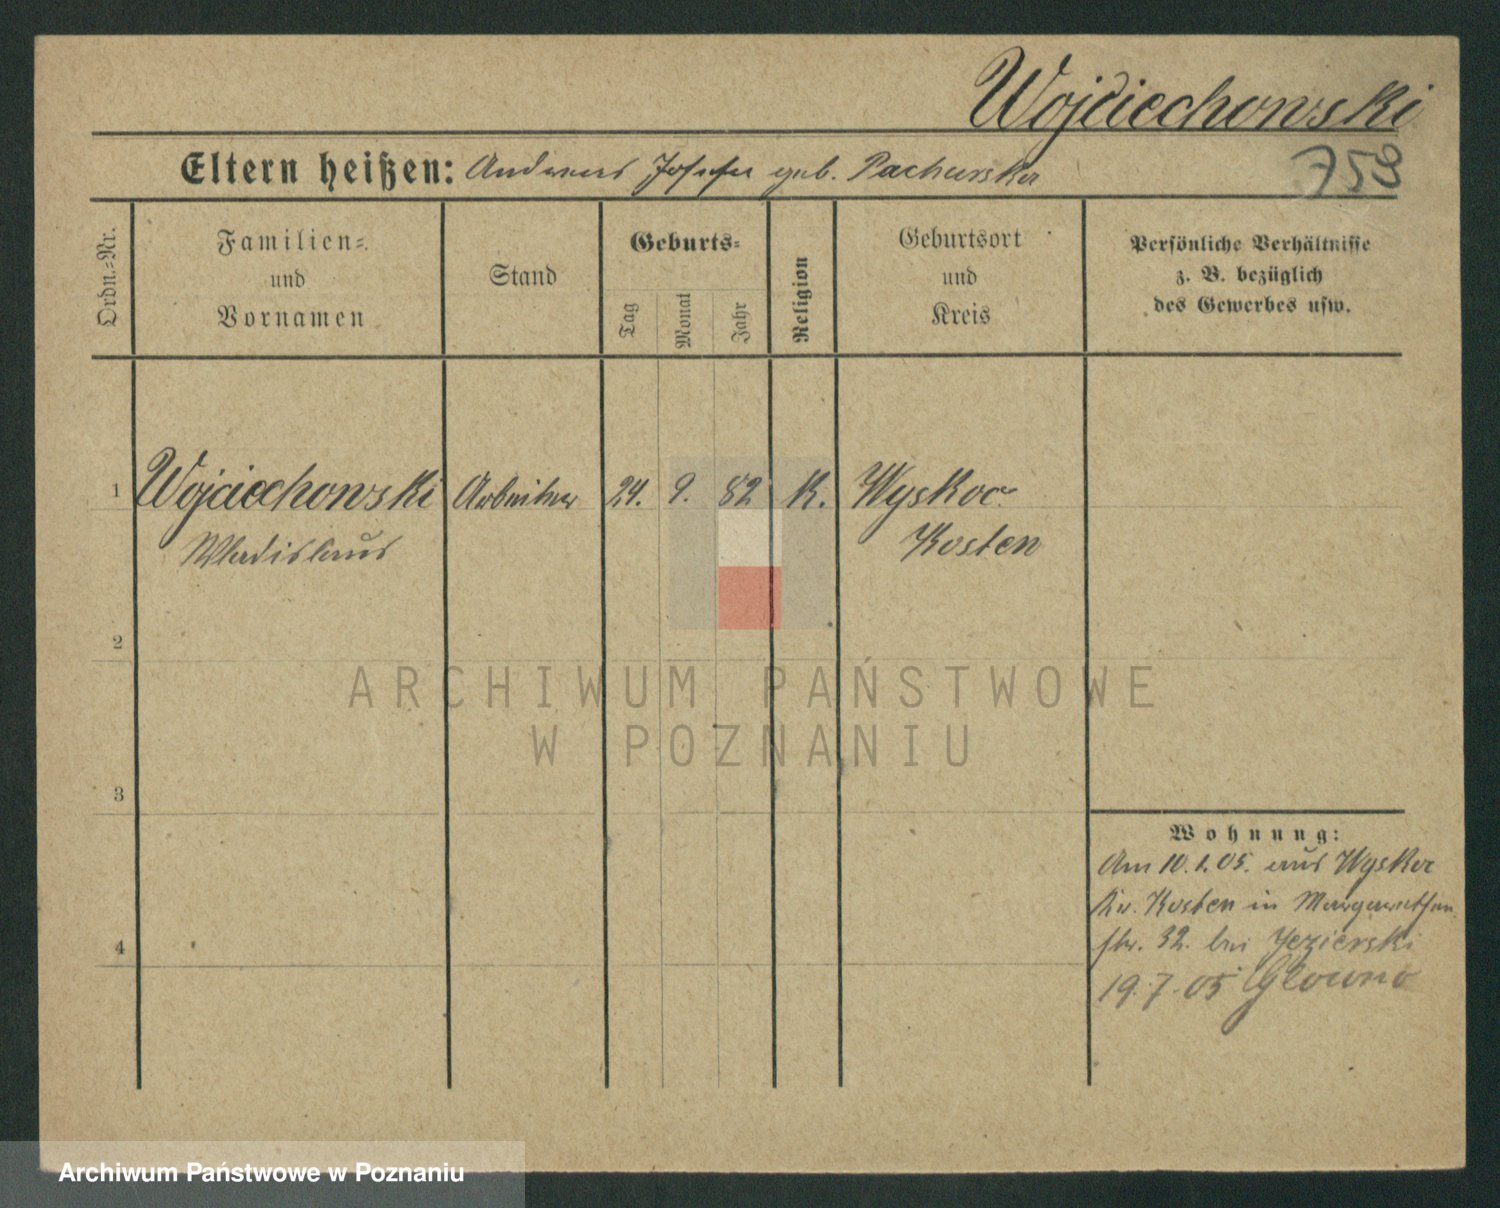 Wojciechowski
Eltern heißen: Andreas Josefa geb. Pachurska
753
Ordn.=Nr.
Familien=
und
Vornamen
Stand
Geburts=
Tag
Monat
Jahr
Religion
Geburtsort
und
Kreis
Persönliche Verhältnisse
z. B. bezüglich
des Gewerbes usw.
1 Wojciechowski Arbeiter 24. 9. 82 K. Wyskoc
Wladislaus Kosten
2
3
4
Wohnung:
Am 10.1.05. aus Wyskoc
Kr. Kosten in Margarethen
str. 32. bei Jezierski
19.7.05 Głowno
ARCHIWUM PAŃSTWOWE
W POZNANIU
Archiwum Państwowe w Poznaniu